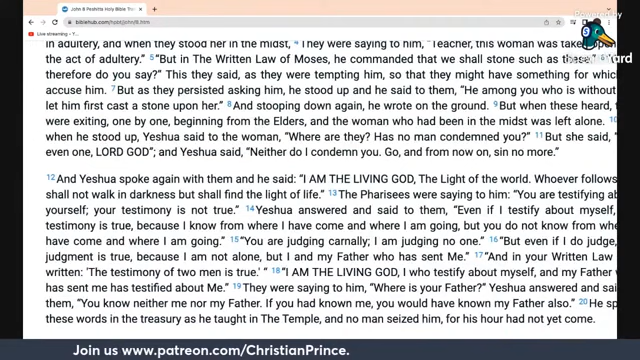 John 8 Peshitta Holy Bible Tran
biblehub.com/hpbt/john/8.htm
Powered by
Live streaming
in adultery, and when they stood her in the midst, 4 They were saying to him, “Teacher, this woman was taken open
the act of adultery.” 5 “But in The Written Law of Moses, he commanded that we shall stone such as these.
therefore do you say?” This they said, as they were tempting him, so that they might have something for which
accuse him. 7 But as they persisted asking him, he stood up and he said to them, “He among you who is without
let him first cast a stone upon her.” 8 And stooping down again, he wrote on the ground. 9 But when these heard,
were exiting, one by one, beginning from the Elders, and the woman who had been in the midst was left alone. 10
when he stood up, Yeshua said to the woman, “Where are they? Has no man condemned you?” 11 But she said,
even one, LORD GOD”; and Yeshua said, “Neither do I condemn you. Go, and from now on, sin no more.”
12 And Yeshua spoke again with them and he said: “I AM THE LIVING GOD, The Light of the world. Whoever follows
shall not walk in darkness but shall find the light of life.” 13 The Pharisees were saying to him: “You are testifying ab
yourself; your testimony is not true.” 14 Yeshua answered and said to them, “Even if I testify about myself,
testimony is true, because I know from where I have come and where I am going, but you do not know from whe
have come and where I am going.” 15 “You are judging carnally; I am judging no one.” 16 “But even if I do judge,
judgment is true, because I am not alone, but I and my Father who has sent Me.” 17 “And in your Written Law
written: ‘The testimony of two men is true.’ ” 18 “I AM THE LIVING GOD, I who testify about myself, and my Father
has sent me has testified about Me.” 19 They were saying to him, “Where is your Father?” Yeshua answered and sai
them, “You know neither me nor my Father. If you had known me, you would have known my Father also.” 20 He sp
these words in the treasury as he taught in The Temple, and no man seized him, for his hour had not yet come.
Join us www.patreon.com/ChristianPrince.